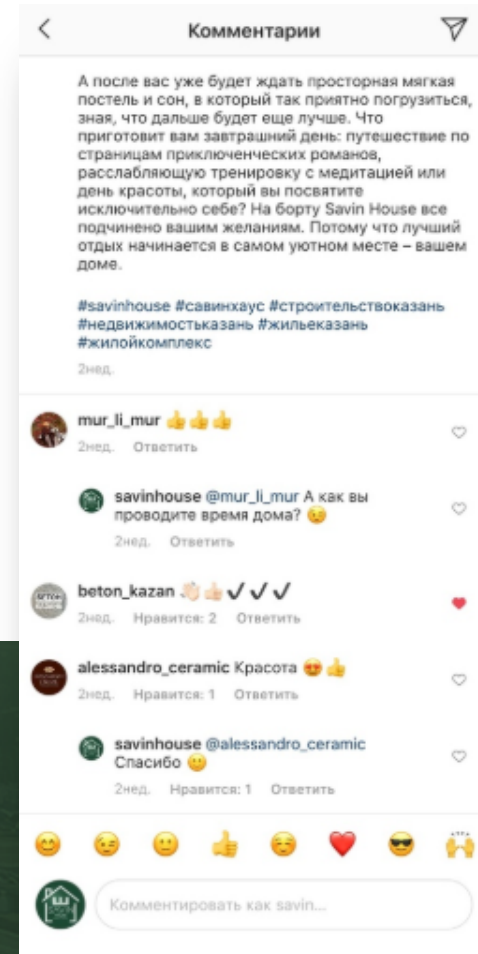 Комментарии
А после вас уже будет ждать просторная мягкая
постель и сон, в который так приятно погрузиться,
зная, что дальше будет еще лучше. Что
приготовит вам завтрашний день: путешествие по
страницам приключенческих романов,
расслабляющую тренировку с медитацией или
день красоты, который вы посвятите
исключительно себе? На борту Savin House все
подчинено вашим желаниям. Потому что лучший
отдых начинается в самом уютном месте – вашем
доме.
#savinhouse #савинхаус #строительствоказань
#недвижимостьказань #жильеказань
#жилойкомплекс
2нед.
mur_li_mur 👍👍👍
2нед. Ответить
savinhouse @mur_li_mur А как вы
проводите время дома? 😉
2нед. Ответить
beton_kazan 👏🏻👍🏻✔✔✔
2нед. Нравится: 2 Ответить
alessandro_ceramic Красота 😍👍
2нед. Нравится: 1 Ответить
savinhouse @alessandro_ceramic
Спасибо 🙂
2нед. Нравится: 1 Ответить
Комментировать как savin...